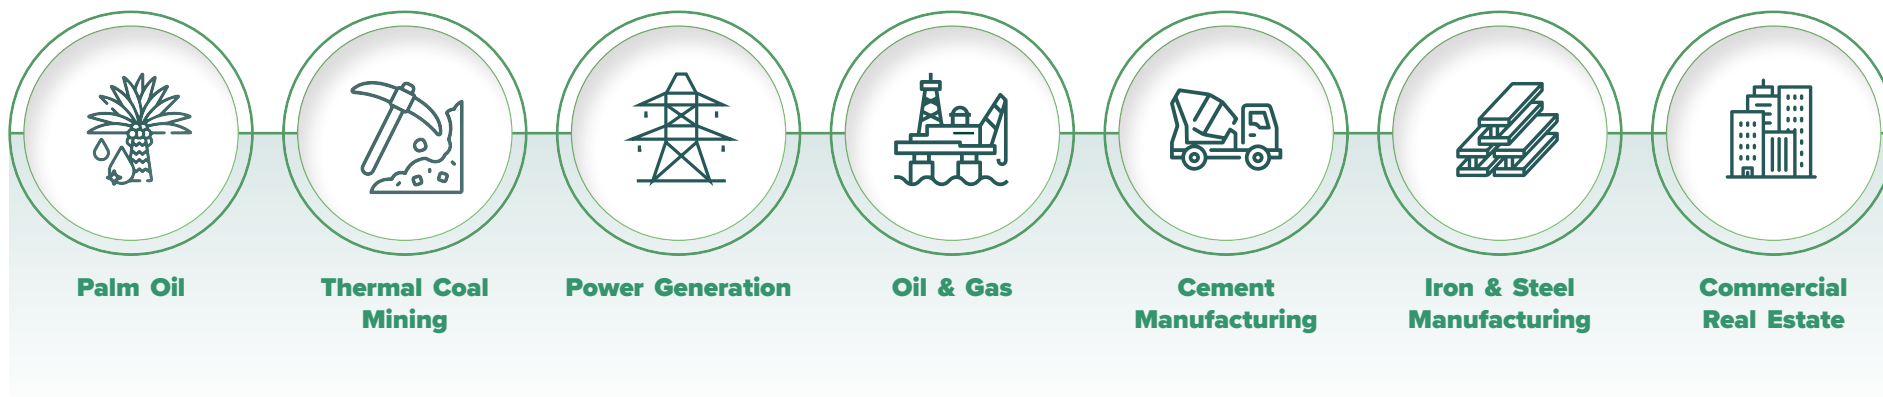 Palm Oil
Thermal Coal
Mining
Power Generation
Oil & Gas
Cement
Manufacturing
Iron & Steel
Manufacturing
Commercial
Real Estate